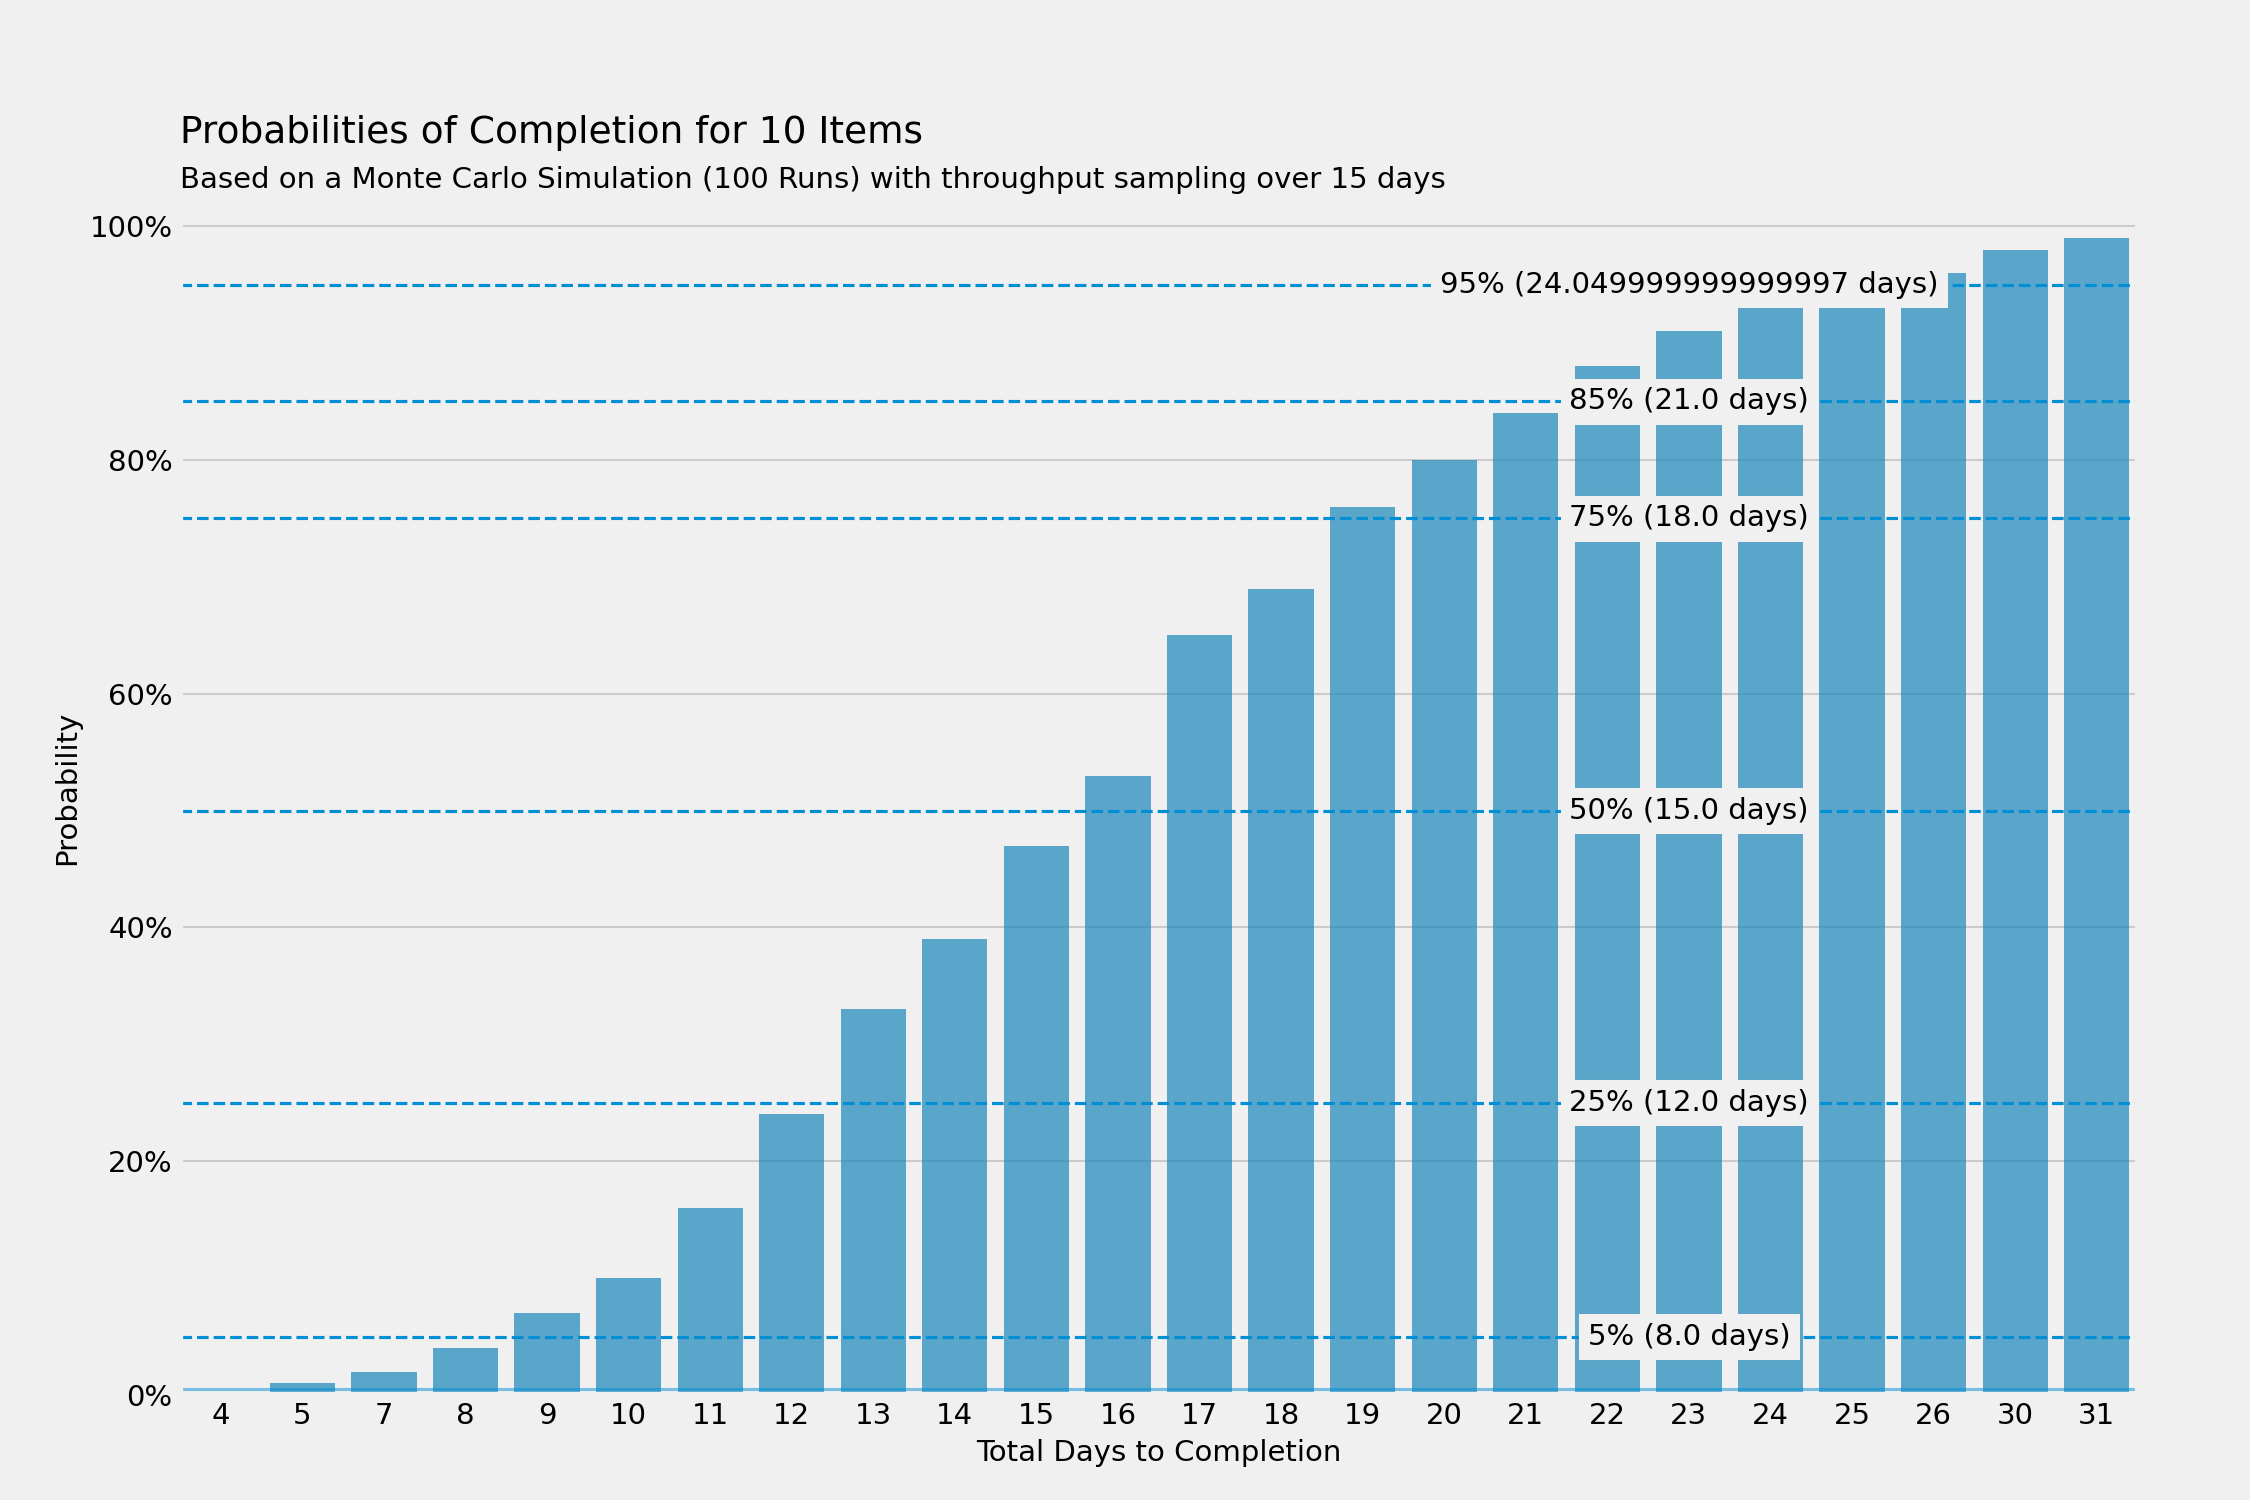 Probabilities of Completion for 10 Items
Based on a Monte Carlo Simulation (100 Runs) with throughput sampling over 15 days
100%
95% (24.049999999999997 days)
85% (21.0 days)
80%
75% (18.0 days)
60%
50% (15.0 days)
40%
25% (12.0 days)
20%
5% (8.0 days)
0%
Probability
4 5 7 8 9 10 11 12 13 14 15 16 17 18 19 20 21 22 23 24 25 26 30 31
Total Days to Completion